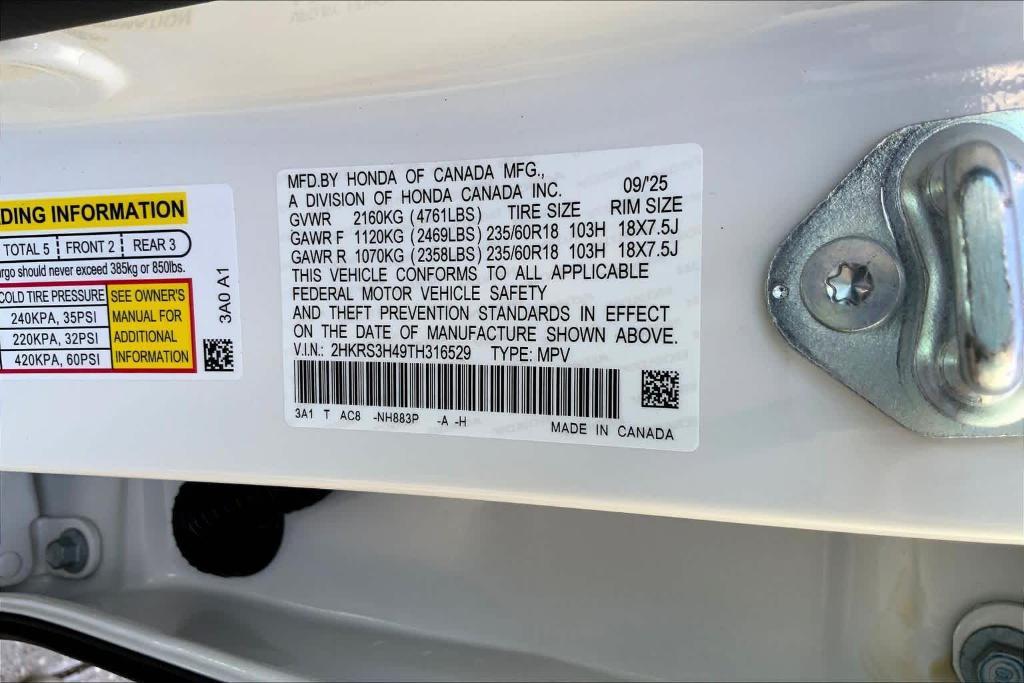 DING INFORMATION
TOTAL 5 FRONT 2 REAR 3
rgo should never exceed 385kg or 850lbs.
COLD TIRE PRESSURE
240KPA, 35PSI
220KPA, 32PSI
420KPA, 60PSI
SEE OWNER'S
MANUAL FOR
ADDITIONAL
INFORMATION
3A0 A1
MFD.BY HONDA OF CANADA MFG.,
A DIVISION OF HONDA CANADA INC. 09/'25
GVWR 2160KG (4761LBS) TIRE SIZE RIM SIZE
GAWR F 1120KG (2469LBS) 235/60R18 103H 18X7.5J
GAWR R 1070KG (2358LBS) 235/60R18 103H 18X7.5J
THIS VEHICLE CONFORMS TO ALL APPLICABLE
FEDERAL MOTOR VEHICLE SAFETY
AND THEFT PREVENTION STANDARDS IN EFFECT
ON THE DATE OF MANUFACTURE SHOWN ABOVE.
V.I.N.: 2HKRS3H49TH316529 TYPE: MPV
3A1 T AC8 -NH883P -A -H
MADE IN CANADA